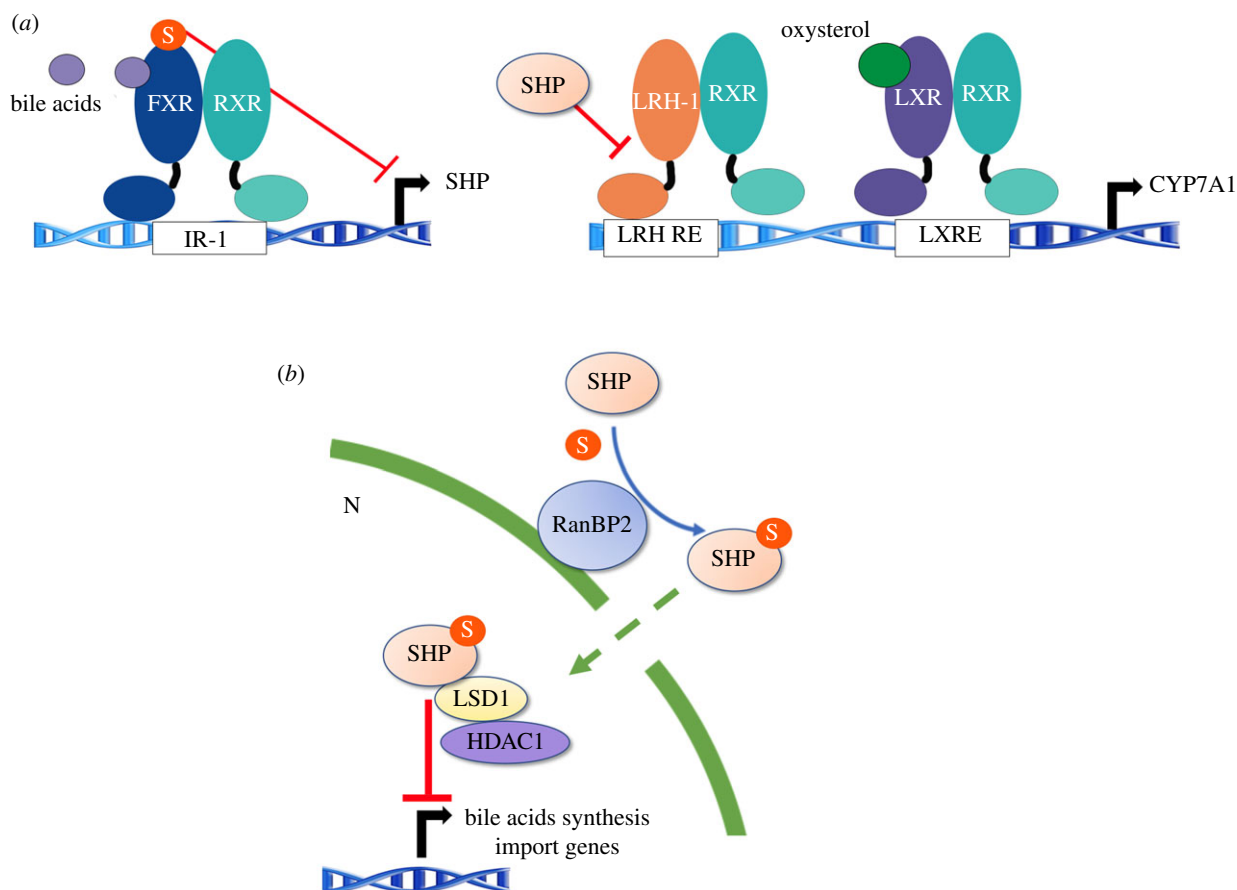 (a)
S
bile acids
FXR
RXR
SHP
IR-1
SHP
LRH-1
RXR
oxysterol
LXR
RXR
CYP7A1
LRH RE
LXRE
(b)
SHP
S
N
RanBP2
S
SHP
S
SHP
LSD1
HDAC1
bile acids synthesis
import genes